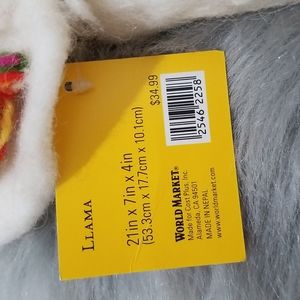 LLAMA
21in x 7in x 4in
(53.3cm x 17.7cm x 10.1cm)
$34.99
2546 2258
WORLD MARKET®
Made for Cost Plus, Inc.
Alameda, CA 94501
MADE IN NEPAL
www.worldmarket.com